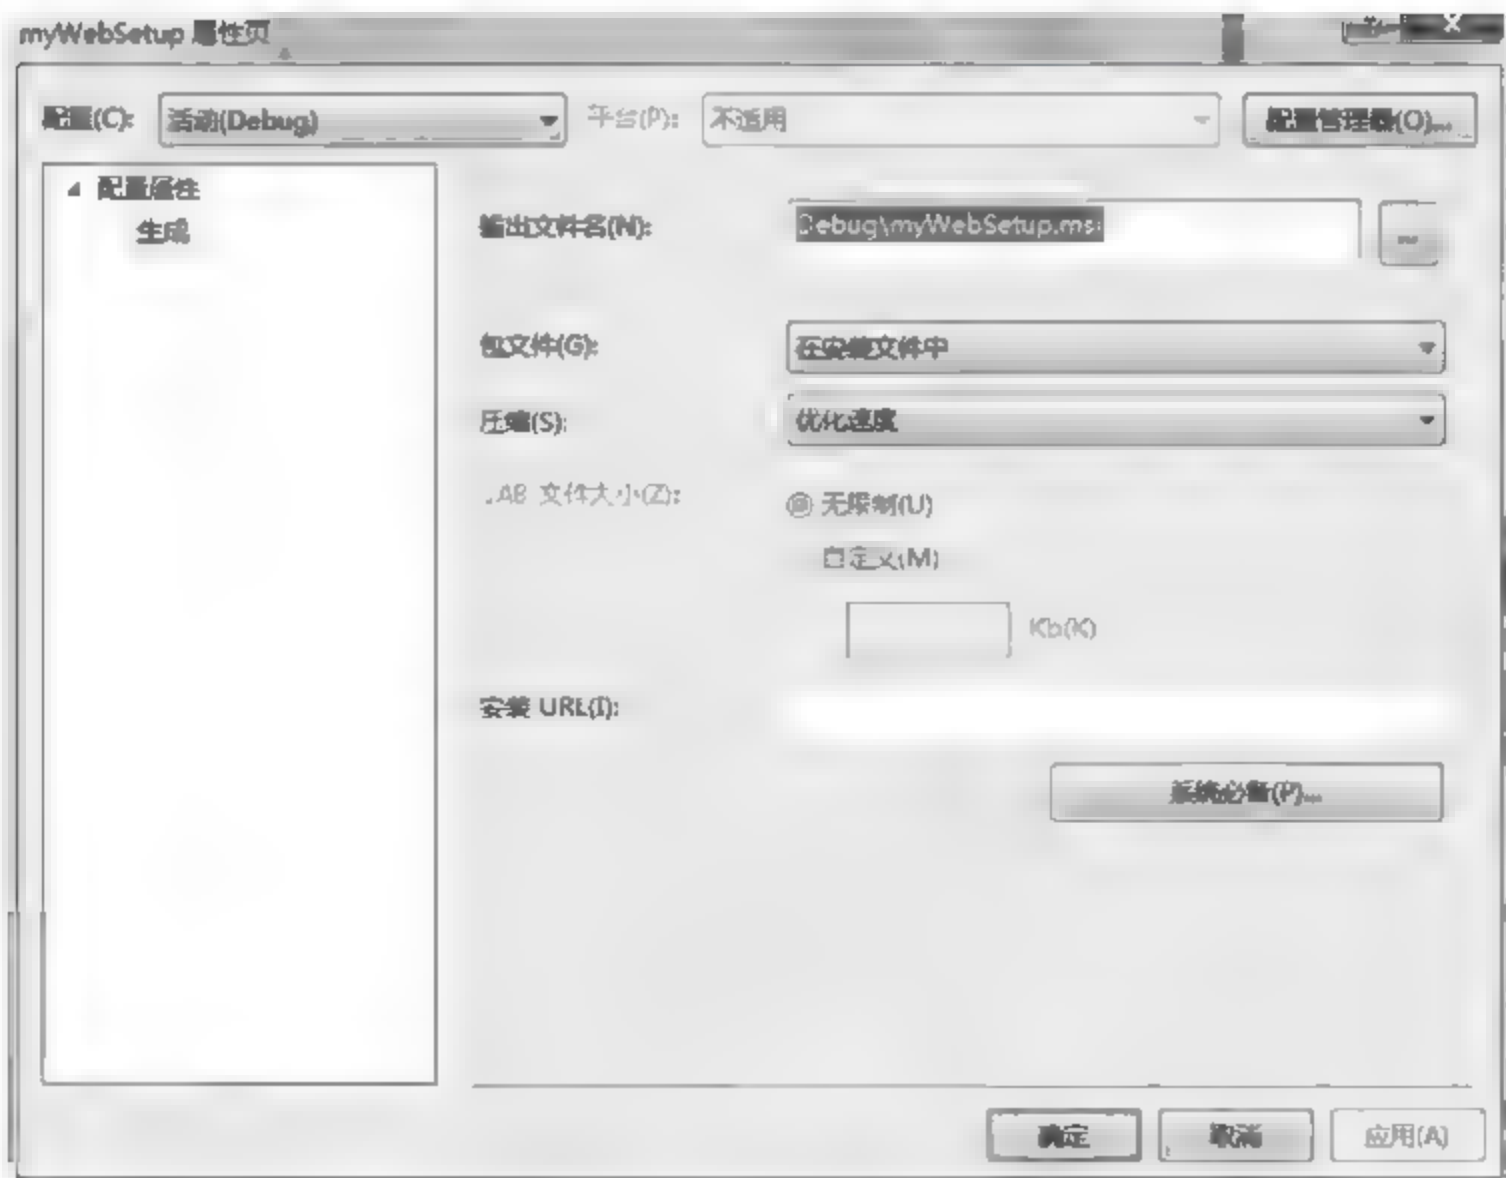 myWebSetup 属性页
配置(C): 活动(Debug) 平台(P): 不适用 配置管理器(O)...
配置属性
生成
输出文件名(N): Debug\myWebSetup.msi
...
包文件(G): 在安装文件中
压缩(S): 优化速度
CAB 文件大小(Z): 无限制(U)
自定义(M)
Kb(K)
安装 URL(I):
系统必备(P)...
确定 取消 应用(A)